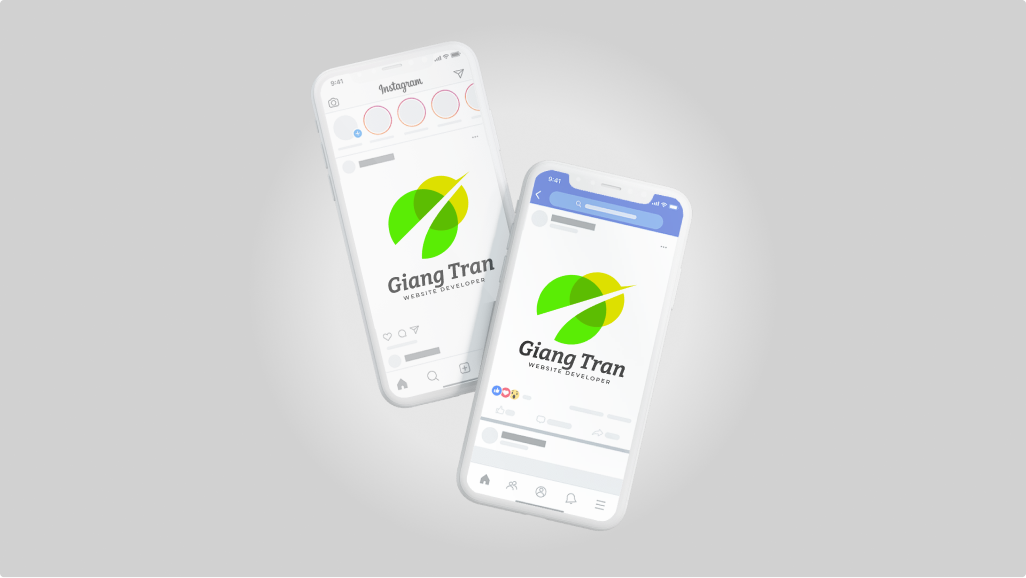 9:41
Instagram
Giang Tran
WEBSITE DEVELOPER
9:41
Giang Tran
WEBSITE DEVELOPER